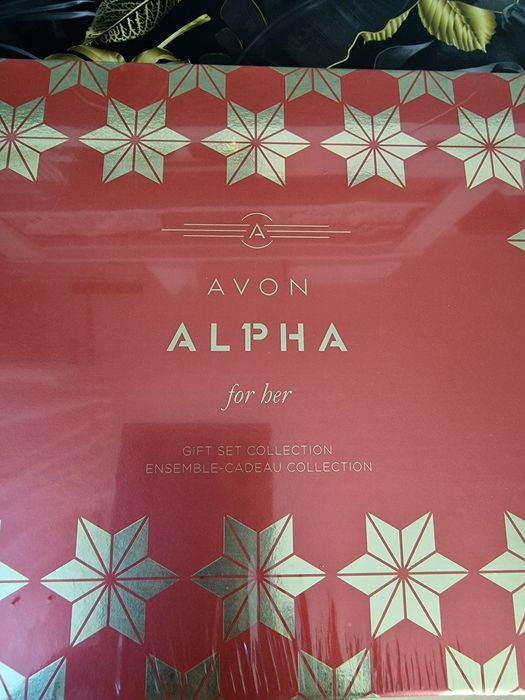 A
AVON
ALPHA
for her
GIFT SET COLLECTION
ENSEMBLE-CADEAU COLLECTION